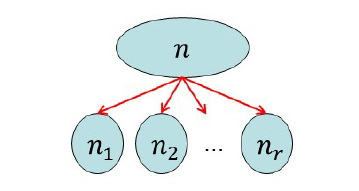 n
n₁ n₂ ... nᵣ